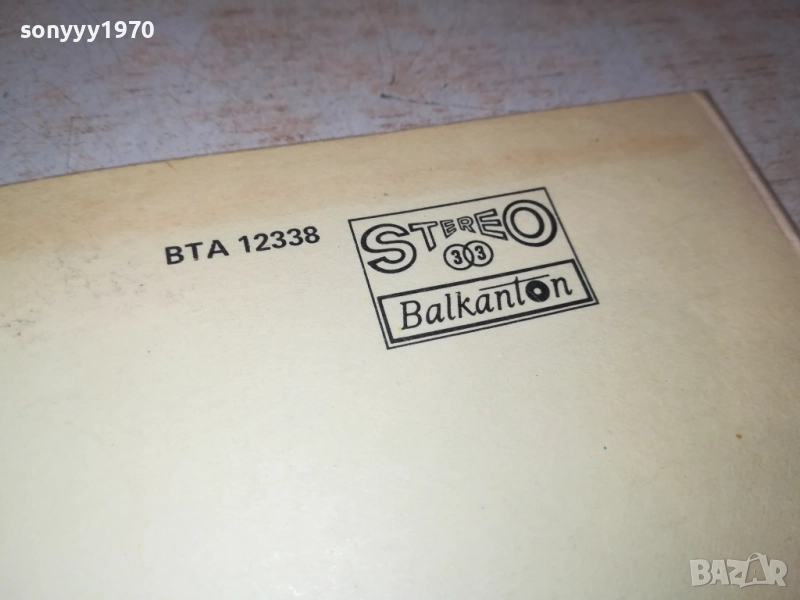 sonyyy1970
BTA 12338
STEREO
33
Balkanton
BAZAR